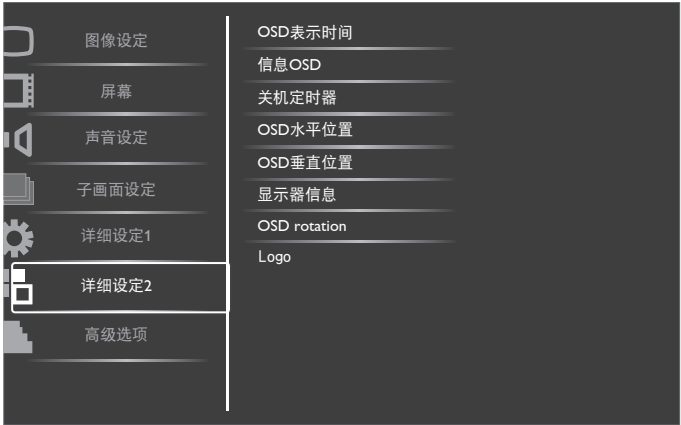 图像设定
屏幕
声音设定
子画面设定
详细设定1
详细设定2
高级选项
OSD表示时间
信息OSD
关机定时器
OSD水平位置
OSD垂直位置
显示器信息
OSD rotation
Logo